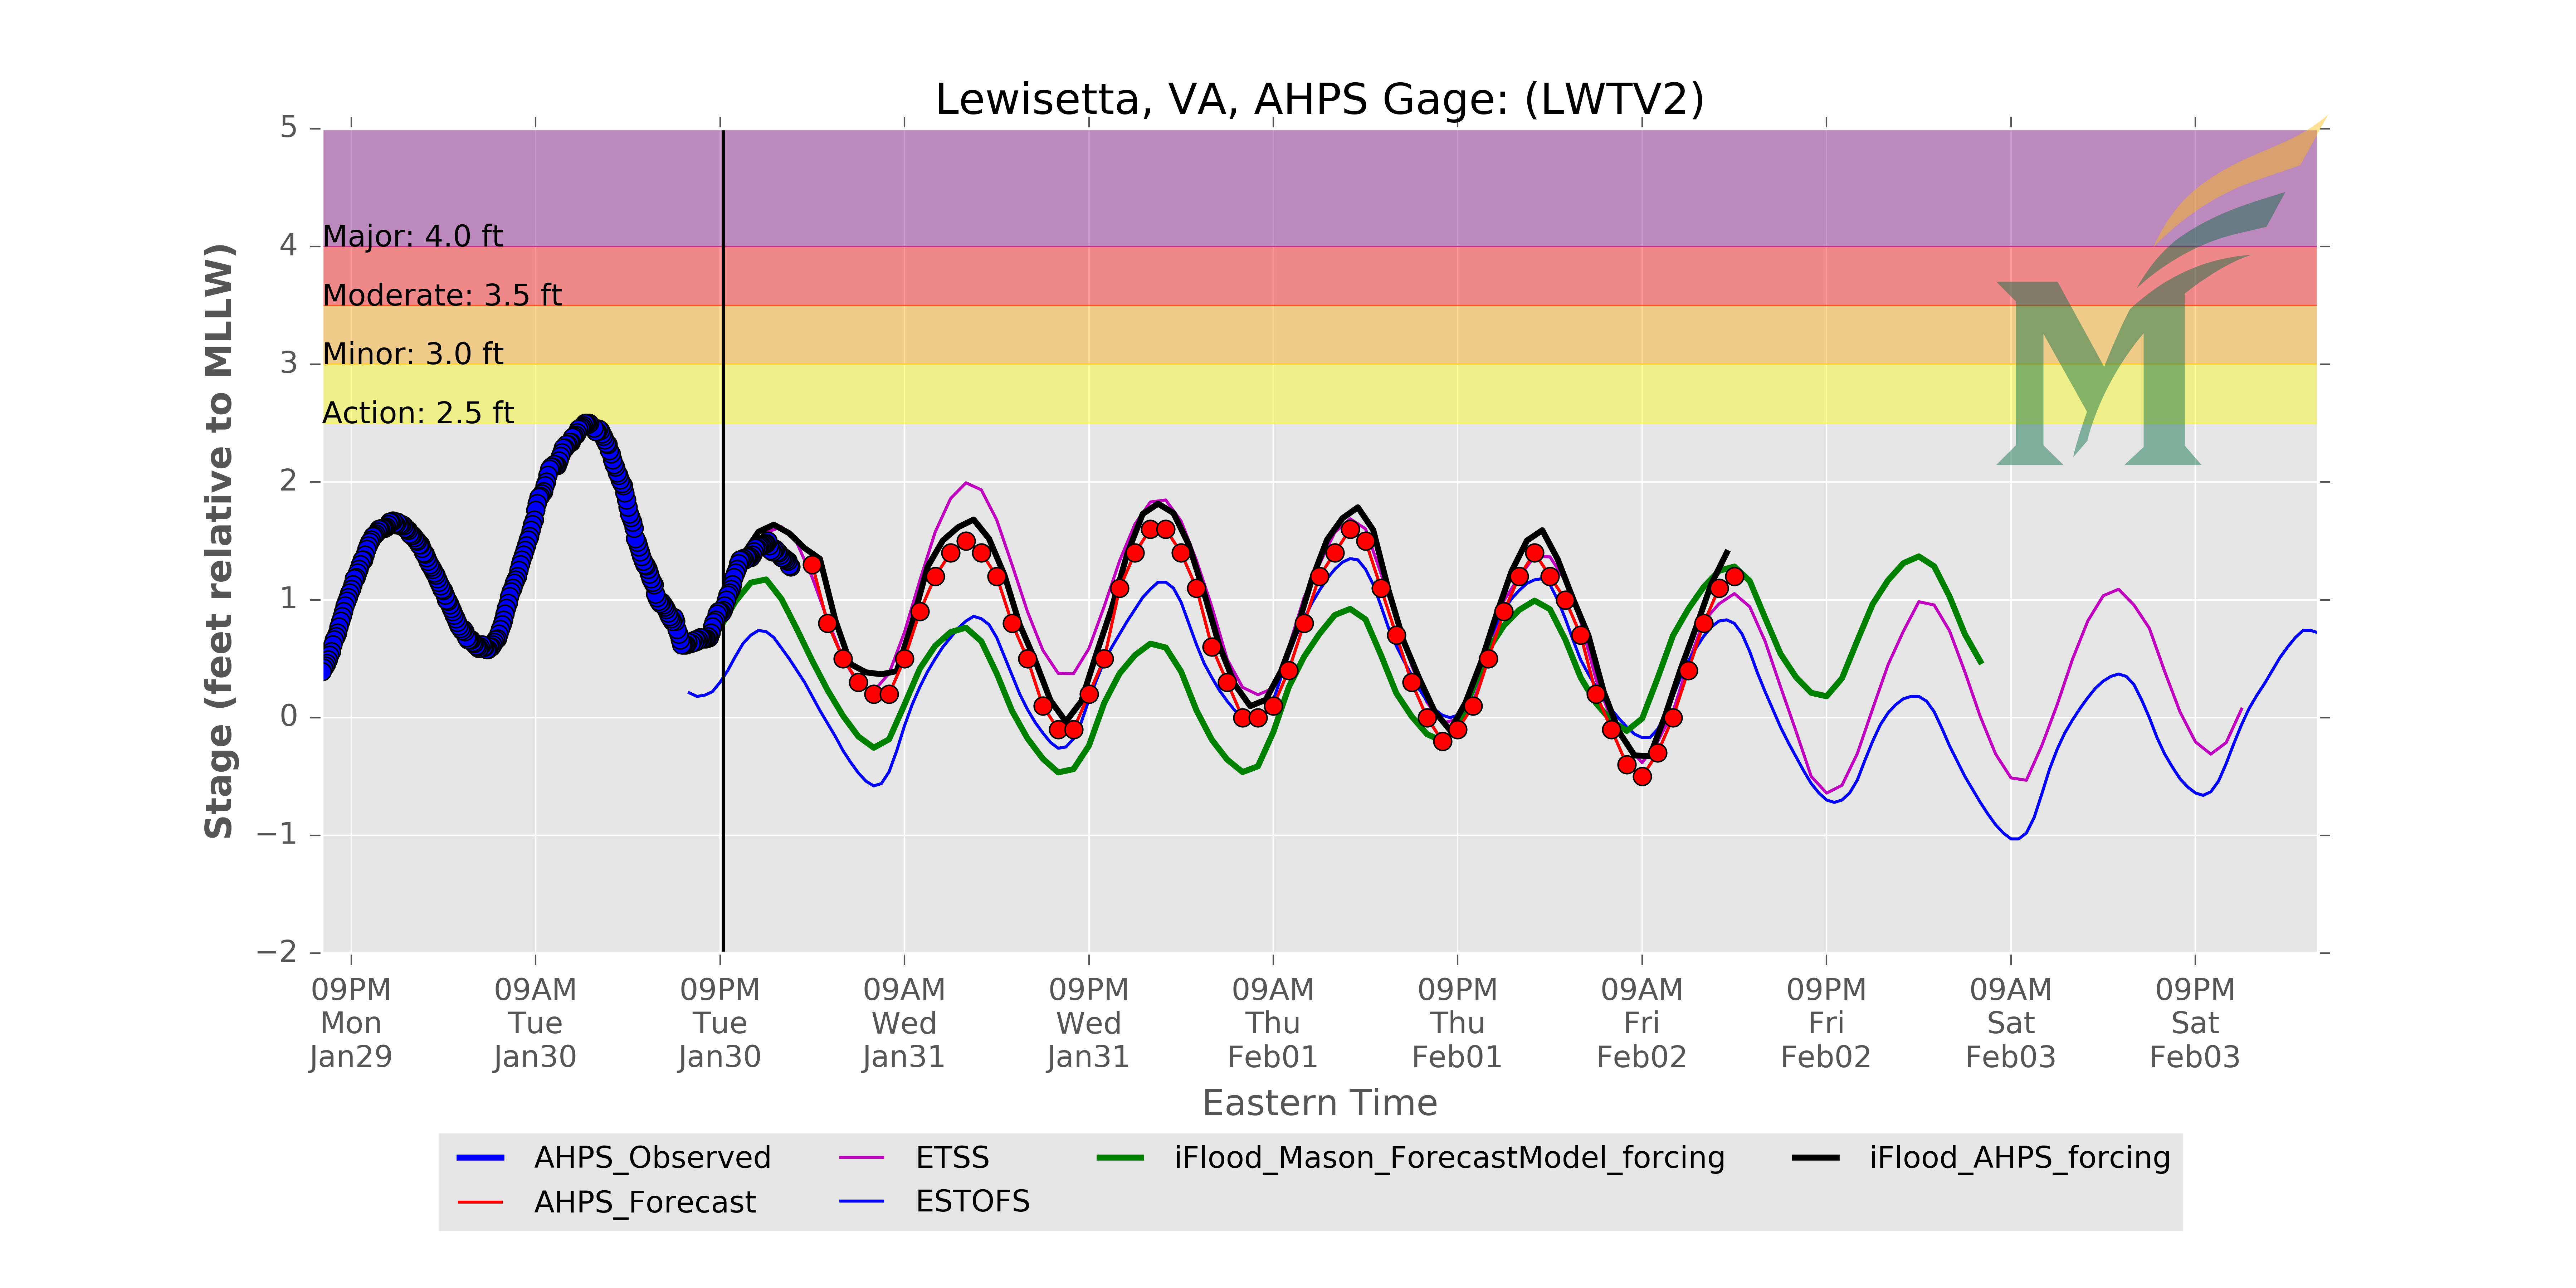 Lewisetta, VA, AHPS Gage: (LWTV2)
Stage (feet relative to MLLW)
5
4
3
2
1
0
−1
−2
Major: 4.0 ft
Moderate: 3.5 ft
Minor: 3.0 ft
Action: 2.5 ft
M
09PM 09AM 09PM 09AM 09PM 09AM 09PM 09AM 09PM 09AM 09PM
Mon Tue Tue Wed Wed Thu Thu Fri Fri Sat Sat
Jan29 Jan30 Jan30 Jan31 Jan31 Feb01 Feb01 Feb02 Feb02 Feb03 Feb03
Eastern Time
AHPS_Observed ETSS iFlood_Mason_ForecastModel_forcing iFlood_AHPS_forcing
AHPS_Forecast ESTOFS